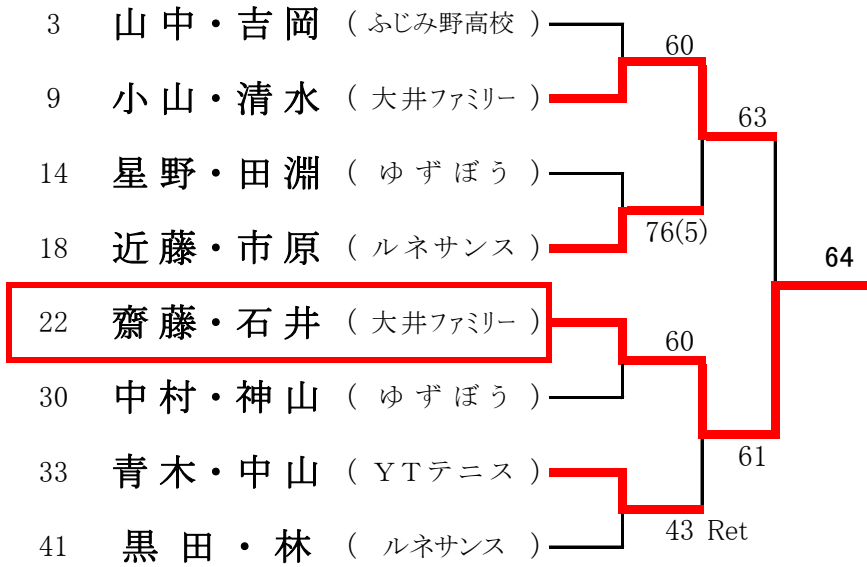 3 山中・吉岡 ( ふじみ野高校 )
60
9 小山・清水 ( 大井ファミリー )
63
14 星野・田淵 ( ゆずぼう )
18 近藤・市原 ( ルネサンス )
76(5)
64
22 齋藤・石井 ( 大井ファミリー )
60
30 中村・神山 ( ゆずぼう )
61
33 青木・中山 ( YTテニス )
43 Ret
41 黒田・林 ( ルネサンス )